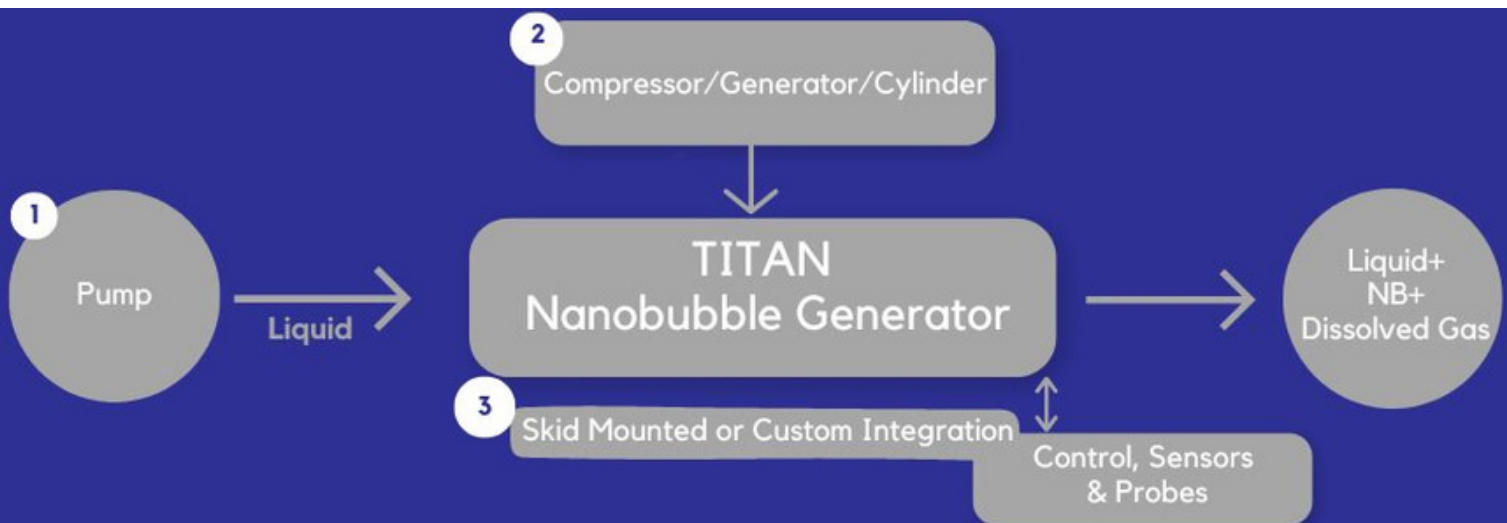 2
Compressor/Generator/Cylinder
1
Pump
Liquid
TITAN
Nanobubble Generator
Liquid+
NB+
Dissolved Gas
3
Skid Mounted or Custom Integration
Control, Sensors
& Probes